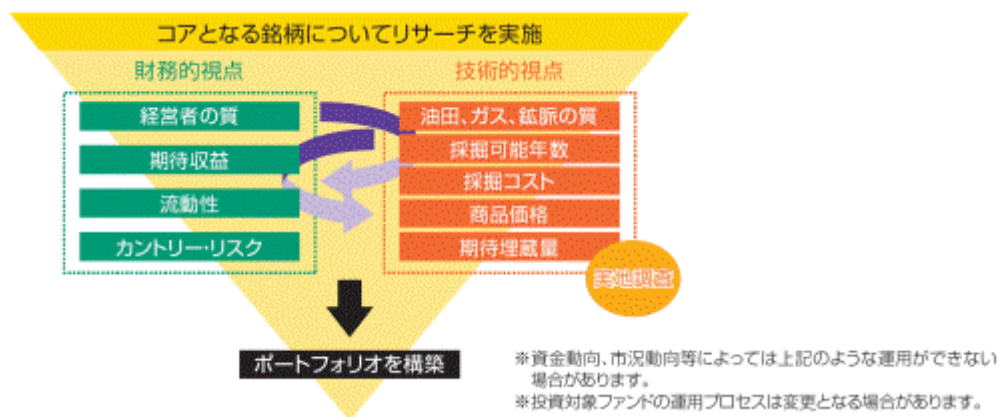 コアとなる銘柄についてリサーチを実施
財務的視点
経営者の質
期待収益
流動性
カントリー・リスク
技術的視点
油田、ガス、鉱脈の質
採掘可能年数
採掘コスト
商品価格
期待埋蔵量
実地調査
ポートフォリオを構築
※資金動向、市況動向等によっては上記のような運用ができない
場合があります。
※投資対象ファンドの運用プロセスは変更となる場合があります。